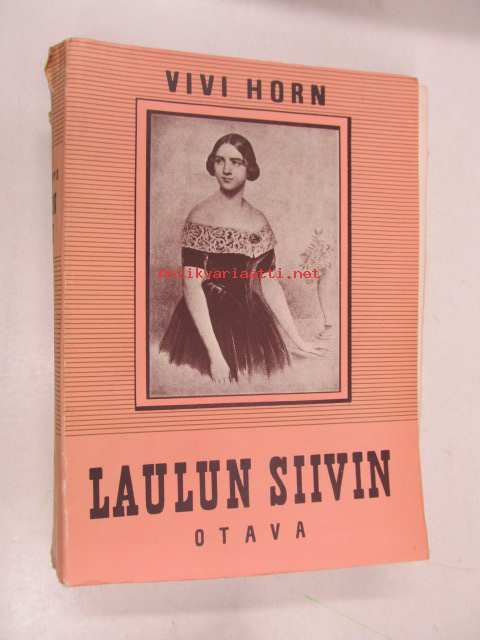 VIVI HORN
antikvariaatti.net
LAULUN SIIVIN
OTAVA